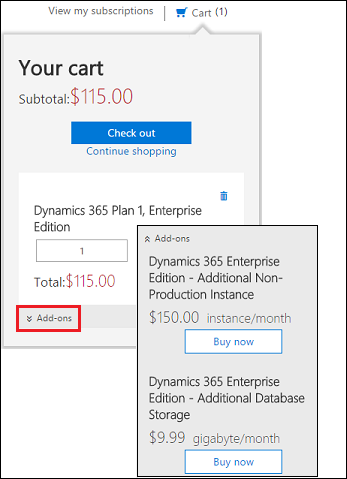 View my subscriptions | Cart (1)
Your cart
Subtotal:$115.00
Check out
Continue shopping
Dynamics 365 Plan 1, Enterprise
Edition
1
Total:$115.00
Add-ons
Add-ons
Dynamics 365 Enterprise
Edition - Additional Non-
Production Instance
$150.00 instance/month
Buy now
Dynamics 365 Enterprise
Edition - Additional Database
Storage
$9.99 gigabyte/month
Buy now